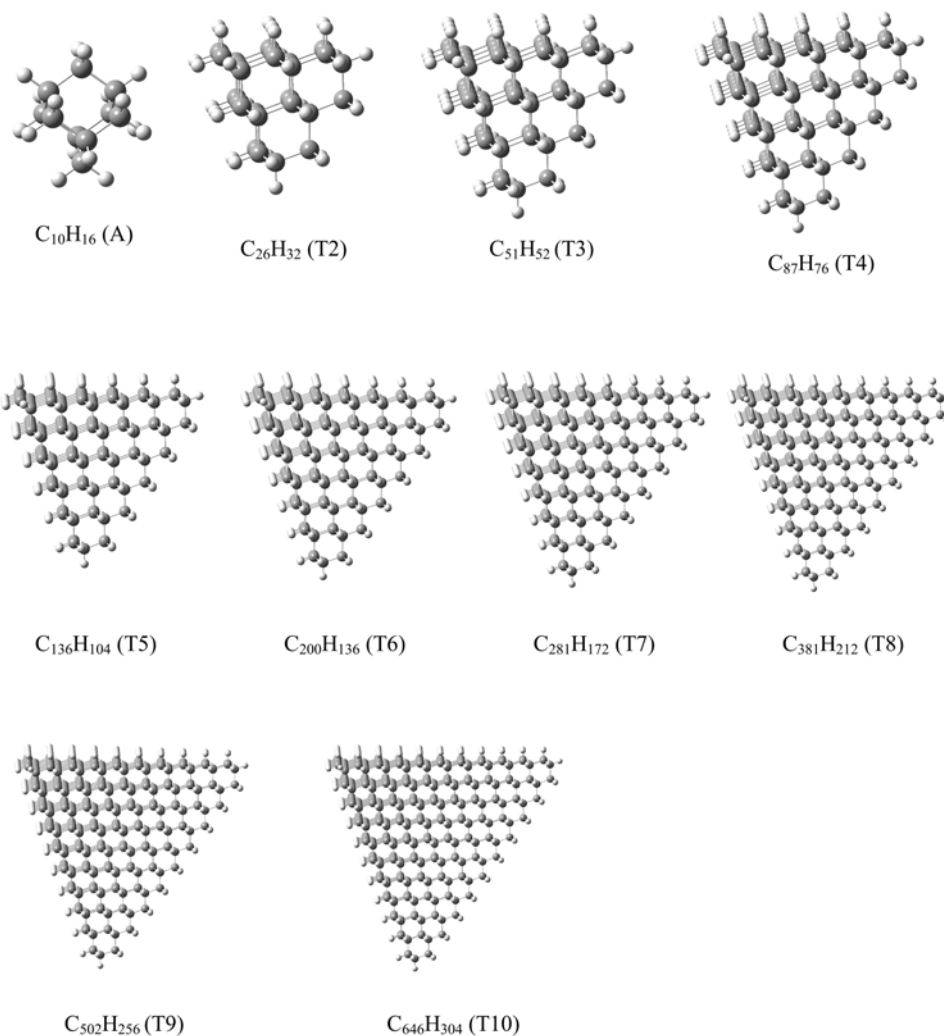 C₁₀H₁₆ (A)
C₂₆H₃₂ (T2)
C₅₁H₅₂ (T3)
C₈₇H₇₆ (T4)
C₁₃₆H₁₀₄ (T5)
C₂₀₀H₁₃₆ (T6)
C₂₈₁H₁₇₂ (T7)
C₃₈₁H₂₁₂ (T8)
C₅₀₂H₂₅₆ (T9)
C₆₄₆H₃₀₄ (T10)